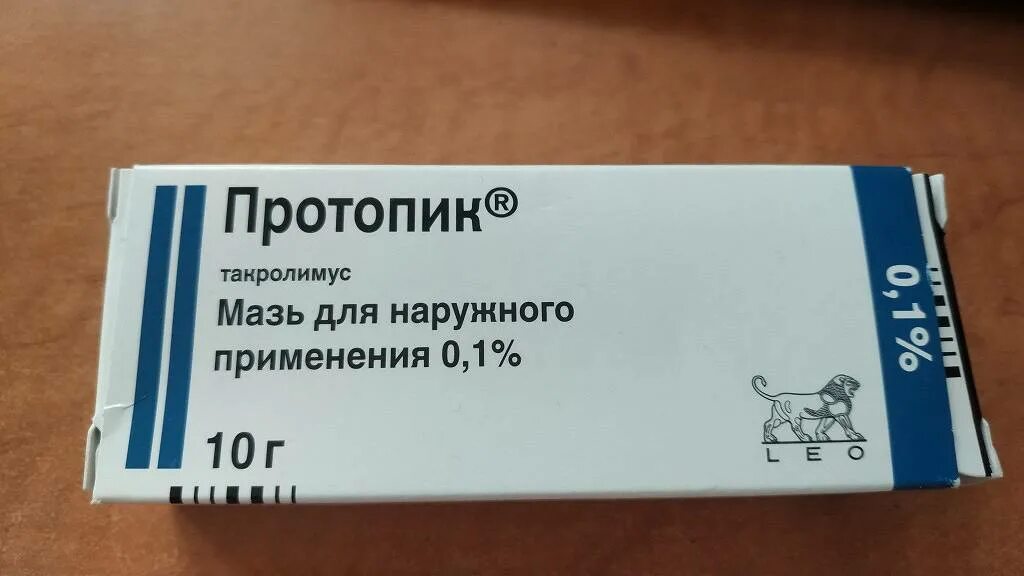 Протопик®
такролимус
Мазь для наружного
применения 0,1%
10 г
LEO
0,1%